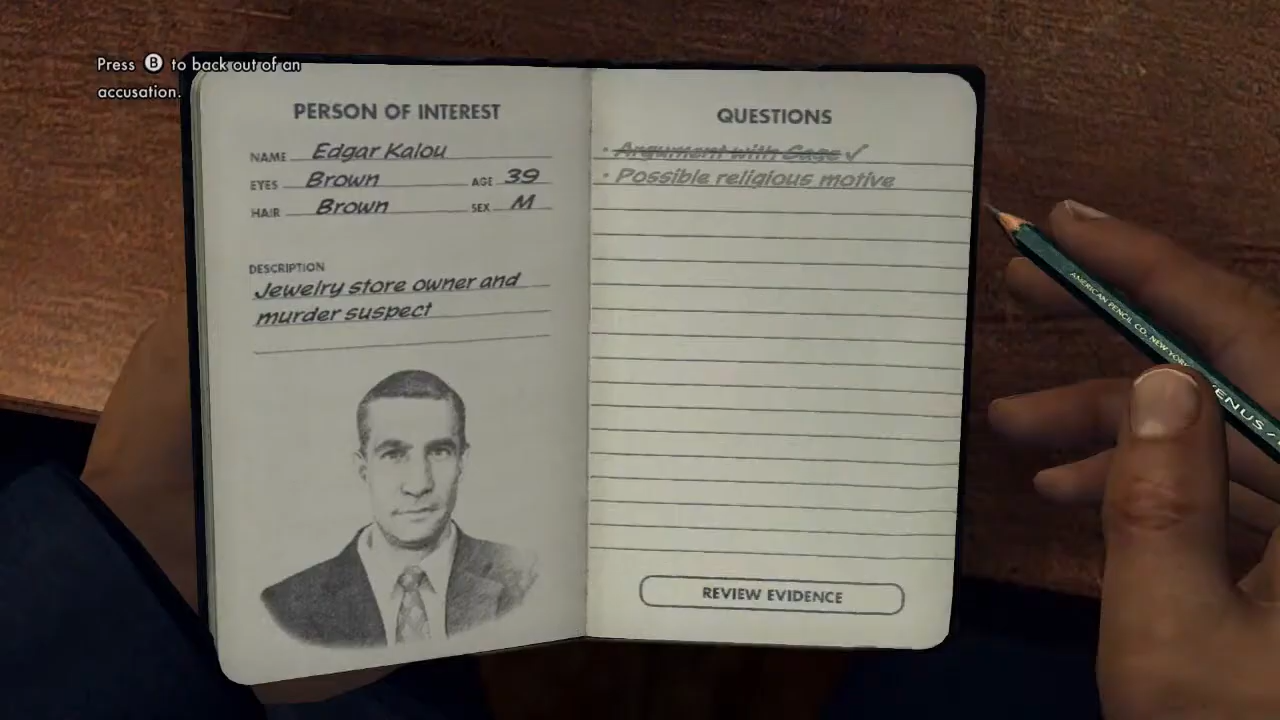 Press B to back out of an
accusation.
PERSON OF INTEREST
NAME Edgar Kalou
EYES Brown AGE 39
HAIR Brown SEX M
DESCRIPTION
Jewelry store owner and
murder suspect
QUESTIONS
· Argument with Gage ✓
· Possible religious motive
REVIEW EVIDENCE
AMERICAN PENCIL CO. NEW YORK
VENUS